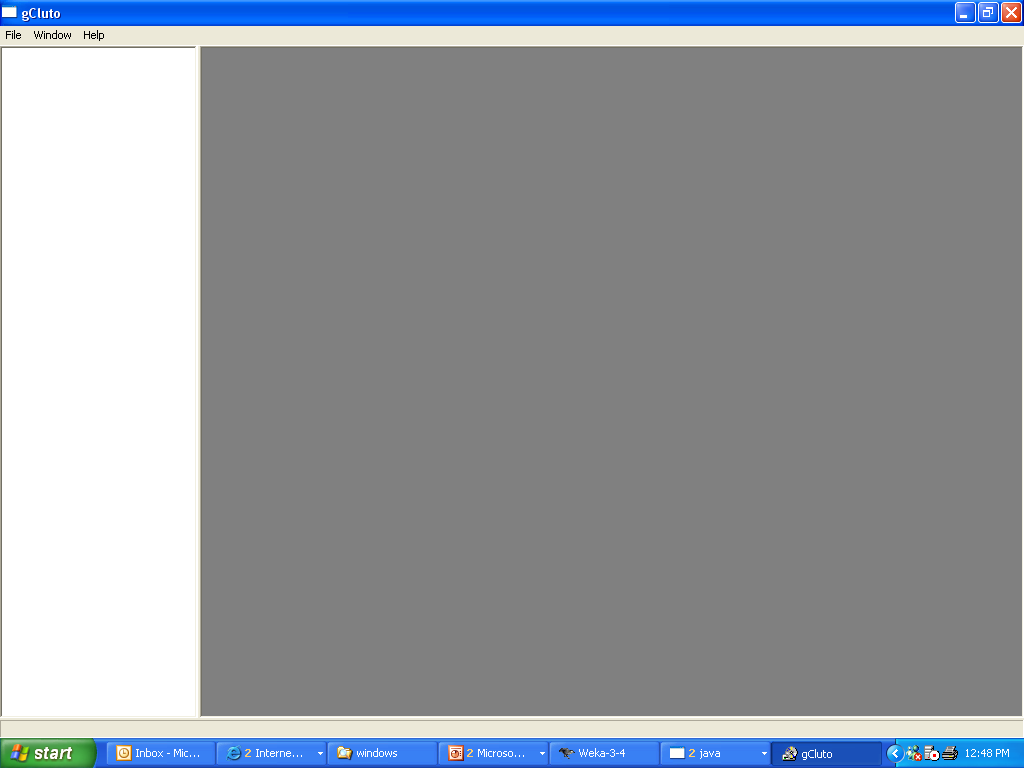 gCluto
File Window Help
start Inbox - Mic... 2 Interne... windows 2 Microso... Weka-3-4 2 java gCluto 12:48 PM